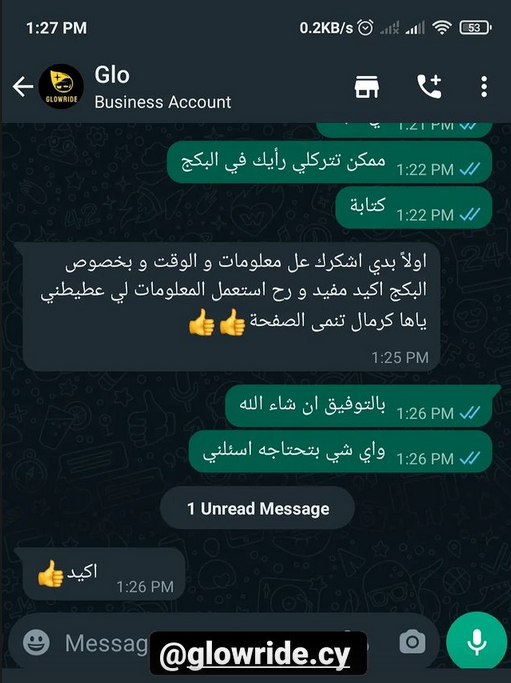 1:27 PM
0.2KB/s
53
GLOWRIDE
Glo
Business Account
1:21 PM
ممكن تتركلي رأيك في البكج
1:22 PM
كتابة
1:22 PM
اولاً بدي اشكرك عل معلومات و الوقت و بخصوص
البكج اكيد مفيد و رح استعمل المعلومات لي عطيطني
ياها كرمال تنمى الصفحة👍👍
1:25 PM
بالتوفيق ان شاء الله
1:26 PM
واي شي بتحتاجه اسئلني
1:26 PM
1 Unread Message
اكيد👍
1:26 PM
Messag
@glowride.cy